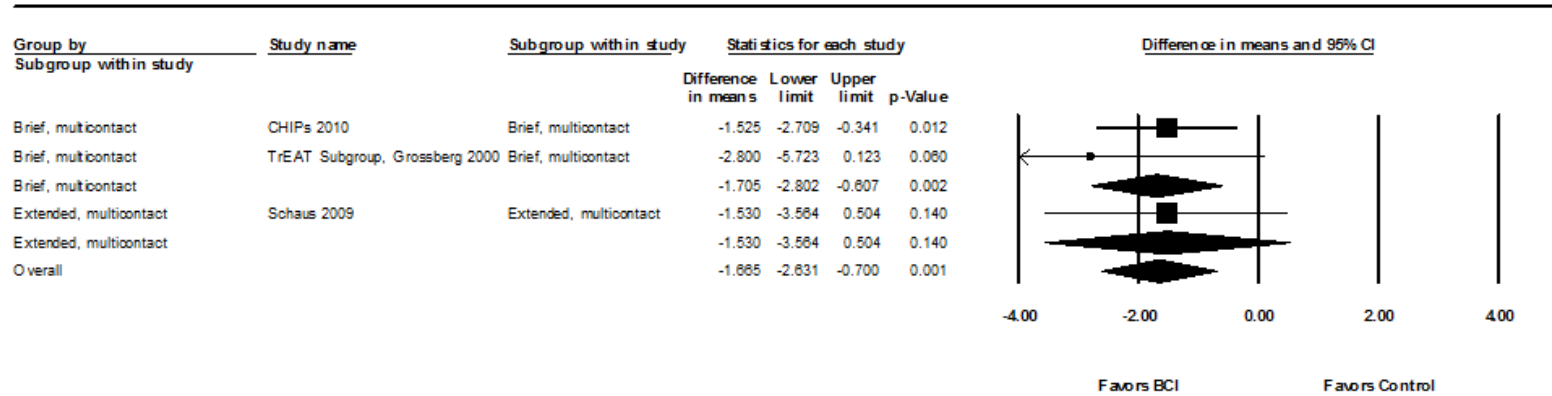 Group by Study name Subgroup within study Statistics for each study Difference in means and 95% CI
Subgroup within study
Difference Lower Upper
in means limit limit p-Value
Brief, multicontact CHIPs 2010 Brief, multicontact -1.525 -2.709 -0.341 0.012
Brief, multicontact TrEAT Subgroup, Grossberg 2000 Brief, multicontact -2.800 -5.723 0.123 0.060
Brief, multicontact -1.705 -2.802 -0.607 0.002
Extended, multicontact Schaus 2009 Extended, multicontact -1.530 -3.564 0.504 0.140
Extended, multicontact -1.530 -3.564 0.504 0.140
Overall -1.665 -2.631 -0.700 0.001
-4.00 -2.00 0.00 2.00 4.00
Favors BCI Favors Control